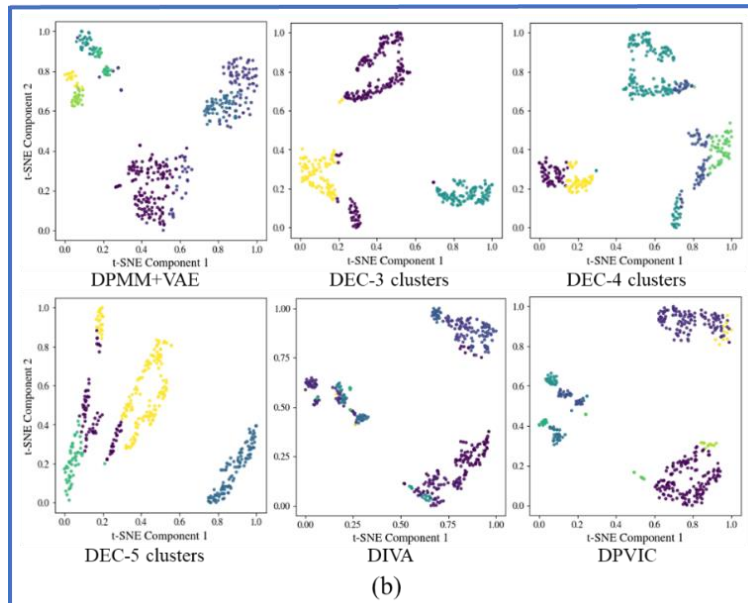 t-SNE Component 2
1.0
0.8
0.6
0.4
0.2
0.0
0.0 0.2 0.4 0.6 0.8 1.0
t-SNE Component 1
DPMM+VAE
1.0
0.8
0.6
0.4
0.2
0.0
0.0 0.2 0.4 0.6 0.8 1.0
t-SNE Component 1
DEC-3 clusters
1.0
0.8
0.6
0.4
0.2
0.0
0.0 0.2 0.4 0.6 0.8 1.0
t-SNE Component 1
DEC-4 clusters
t-SNE Component 2
1.0
0.8
0.6
0.4
0.2
0.0
0.0 0.2 0.4 0.6 0.8 1.0
t-SNE Component 1
DEC-5 clusters
1.00
0.75
0.50
0.25
0.00
0.00 0.25 0.50 0.75 1.00
t-SNE Component 1
DIVA
1.0
0.8
0.6
0.4
0.2
0.0
0.0 0.2 0.4 0.6 0.8 1.0
t-SNE Component 1
DPVIC
(b)